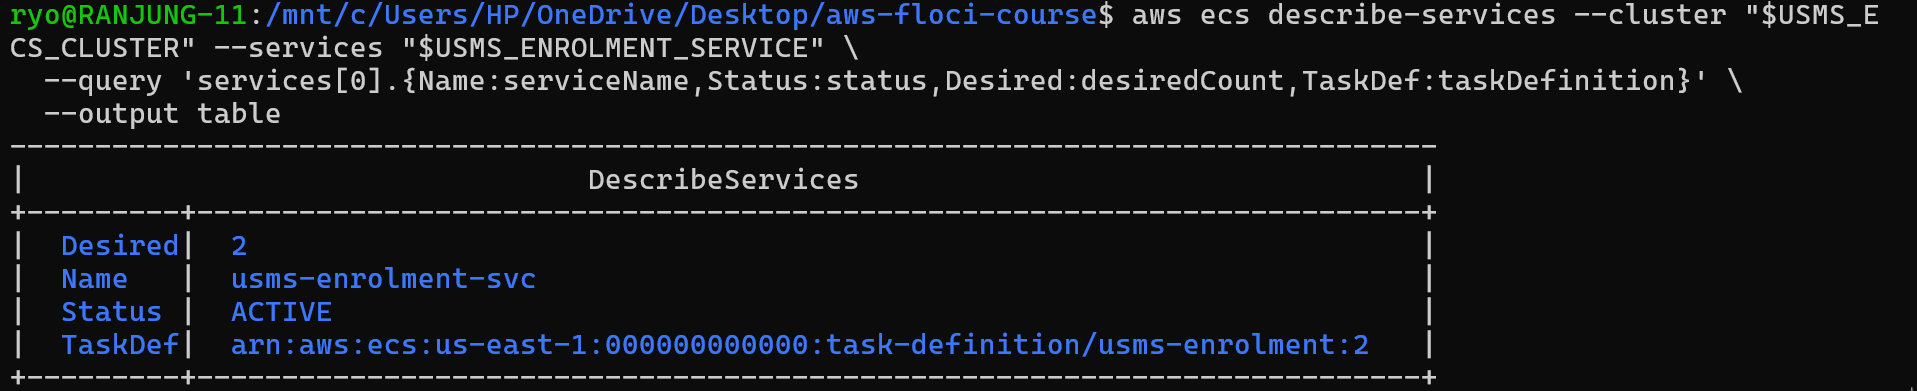 ryo@RANJUNG-11:/mnt/c/Users/HP/OneDrive/Desktop/aws-floci-course$ aws ecs describe-services --cluster "$USMS_E
CS_CLUSTER" --services "$USMS_ENROLMENT_SERVICE" \
  --query 'services[0].{Name:serviceName,Status:status,Desired:desiredCount,TaskDef:taskDefinition}' \
  --output table
------------------------------------------------------------------------------------
|                                 DescribeServices                                 |
+---------+------------------------------------------------------------------------+
|  Desired|  2                                                                     |
|  Name   |  usms-enrolment-svc                                                    |
|  Status |  ACTIVE                                                                |
|  TaskDef|  arn:aws:ecs:us-east-1:000000000000:task-definition/usms-enrolment:2   |
+---------+------------------------------------------------------------------------+